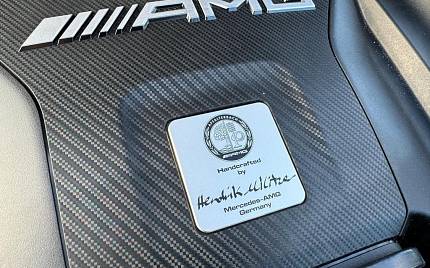 AMG
Handcrafted
by
Mercedes-AMG
Germany